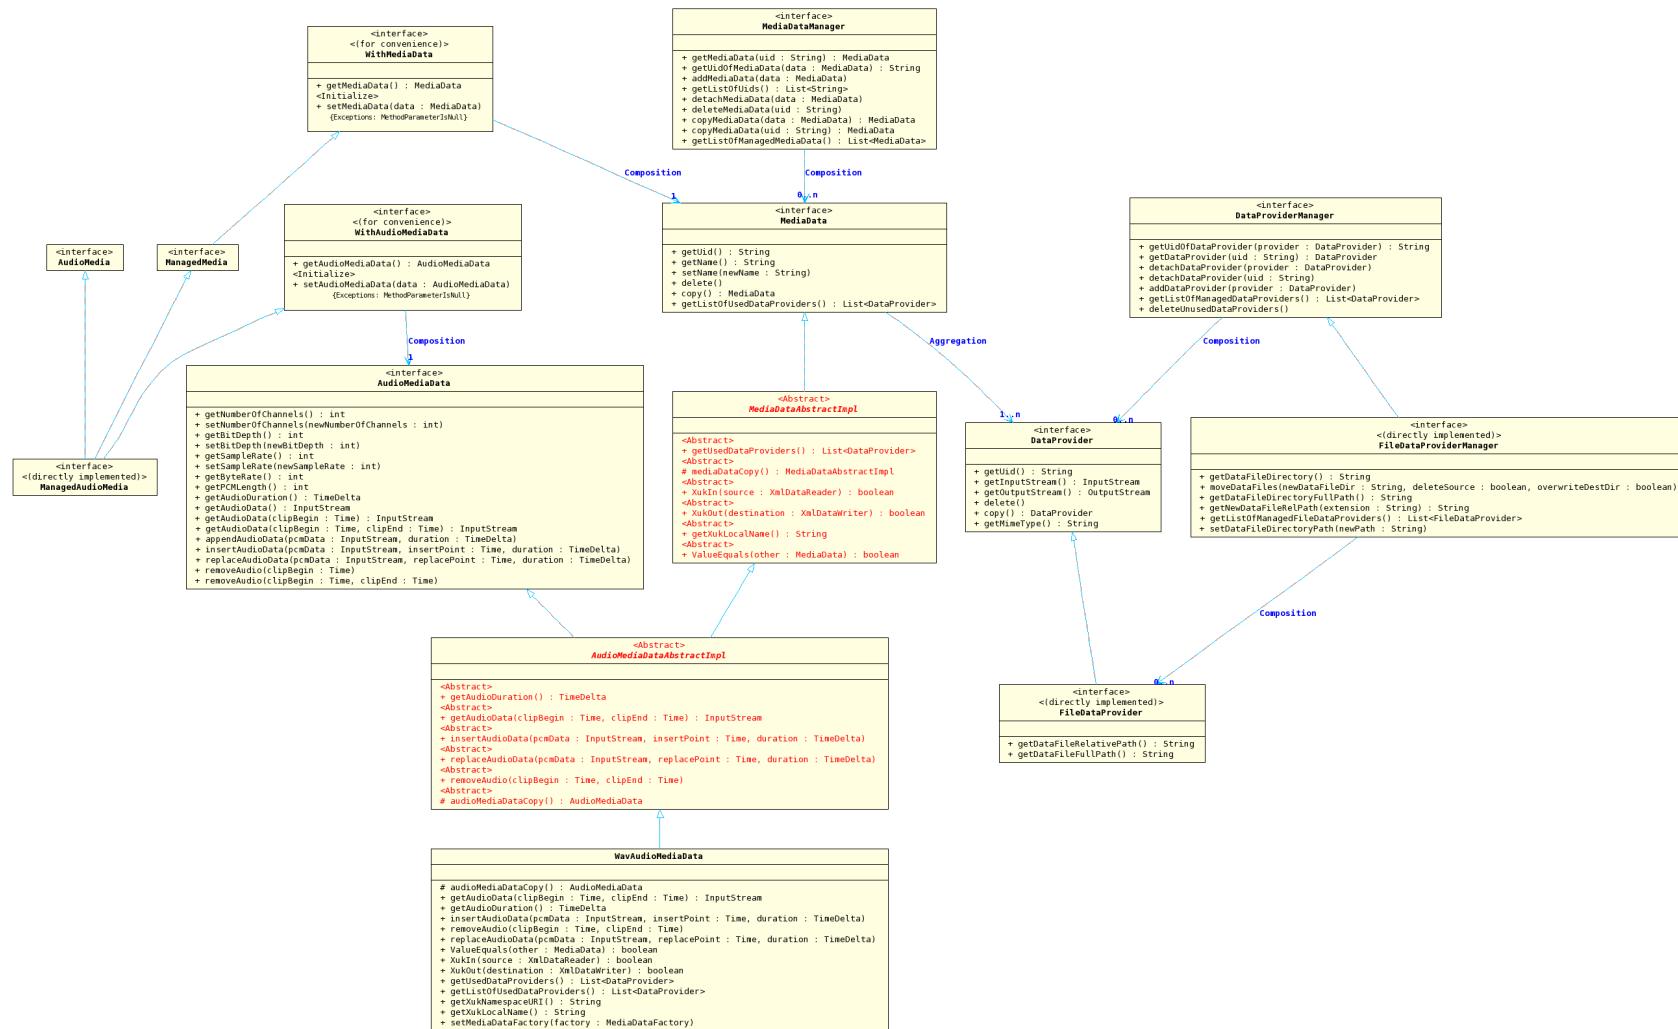 <interface>
<(for convenience)>
WithMediaData
+ getMediaData() : MediaData
<Initialize>
+ setMediaData(data : MediaData)
{Exceptions: MethodParameterIsNull}
<interface>
MediaDataManager
+ getMediaData(uid : String) : MediaData
+ getUidOfMediaData(data : MediaData) : String
+ addMediaData(data : MediaData)
+ getListOfUids() : List<String>
+ detachMediaData(data : MediaData)
+ deleteMediaData(uid : String)
+ copyMediaData(data : MediaData) : MediaData
+ copyMediaData(uid : String) : MediaData
+ getListOfManagedMediaData() : List<MediaData>
Composition
1
Composition
0..n
<interface>
AudioMedia
<interface>
ManagedMedia
<interface>
<(for convenience)>
WithAudioMediaData
+ getAudioMediaData() : AudioMediaData
<Initialize>
+ setAudioMediaData(data : AudioMediaData)
{Exceptions: MethodParameterIsNull}
<interface>
MediaData
+ getUid() : String
+ getName() : String
+ setName(newName : String)
+ delete()
+ copy() : MediaData
+ getListOfUsedDataProviders() : List<DataProvider>
<interface>
DataProviderManager
+ getUidOfDataProvider(provider : DataProvider) : String
+ getDataProvider(uid : String) : DataProvider
+ detachDataProvider(provider : DataProvider)
+ detachDataProvider(uid : String)
+ addDataProvider(provider : DataProvider)
+ getListOfManagedDataProviders() : List<DataProvider>
+ deleteUnusedDataProviders()
Composition
1
Aggregation
1..n
Composition
0..n
<interface>
<(directly implemented)>
ManagedAudioMedia
<interface>
AudioMediaData
+ getNumberOfChannels() : int
+ setNumberOfChannels(newNumberOfChannels : int)
+ getBitDepth() : int
+ setBitDepth(newBitDepth : int)
+ getSampleRate() : int
+ setSampleRate(newSampleRate : int)
+ getByteRate() : int
+ getPCMLength() : int
+ getAudioDuration() : TimeDelta
+ getAudioData() : InputStream
+ getAudioData(clipBegin : Time) : InputStream
+ getAudioData(clipBegin : Time, clipEnd : Time) : InputStream
+ appendAudioData(pcmData : InputStream, duration : TimeDelta)
+ insertAudioData(pcmData : InputStream, insertPoint : Time, duration : TimeDelta)
+ replaceAudioData(pcmData : InputStream, replacePoint : Time, duration : TimeDelta)
+ removeAudio(clipBegin : Time)
+ removeAudio(clipBegin : Time, clipEnd : Time)
<Abstract>
MediaDataAbstractImpl
<Abstract>
+ getUsedDataProviders() : List<DataProvider>
<Abstract>
# mediaDataCopy() : MediaDataAbstractImpl
<Abstract>
+ XukIn(source : XmlDataReader) : boolean
<Abstract>
+ XukOut(destination : XmlDataWriter) : boolean
<Abstract>
+ getXukLocalName() : String
<Abstract>
+ ValueEquals(other : MediaData) : boolean
<interface>
DataProvider
+ getUid() : String
+ getInputStream() : InputStream
+ getOutputStream() : OutputStream
+ delete()
+ copy() : DataProvider
+ getMimeType() : String
<interface>
<(directly implemented)>
FileDataProviderManager
+ getDataFileDirectory() : String
+ moveDataFiles(newDataFileDir : String, deleteSource : boolean, overwriteDestDir : boolean)
+ getDataFileDirectoryFullPath() : String
+ getNewDataFileRelPath(extension : String) : String
+ getListOfManagedFileDataProviders() : List<FileDataProvider>
+ setDataFileDirectoryPath(newPath : String)
Composition
0..n
<Abstract>
AudioMediaDataAbstractImpl
<Abstract>
+ getAudioDuration() : TimeDelta
<Abstract>
+ getAudioData(clipBegin : Time, clipEnd : Time) : InputStream
<Abstract>
+ insertAudioData(pcmData : InputStream, insertPoint : Time, duration : TimeDelta)
<Abstract>
+ replaceAudioData(pcmData : InputStream, replacePoint : Time, duration : TimeDelta)
<Abstract>
+ removeAudio(clipBegin : Time, clipEnd : Time)
<Abstract>
# audioMediaDataCopy() : AudioMediaData
<interface>
<(directly implemented)>
FileDataProvider
+ getDataFileRelativePath() : String
+ getDataFileFullPath() : String
WavAudioMediaData
# audioMediaDataCopy() : AudioMediaData
+ getAudioData(clipBegin : Time, clipEnd : Time) : InputStream
+ getAudioDuration() : TimeDelta
+ insertAudioData(pcmData : InputStream, insertPoint : Time, duration : TimeDelta)
+ removeAudio(clipBegin : Time, clipEnd : Time)
+ replaceAudioData(pcmData : InputStream, replacePoint : Time, duration : TimeDelta)
+ ValueEquals(other : MediaData) : boolean
+ XukIn(source : XmlDataReader) : boolean
+ XukOut(destination : XmlDataWriter) : boolean
+ getUsedDataProviders() : List<DataProvider>
+ getListOfUsedDataProviders() : List<DataProvider>
+ getXukNamespaceURI() : String
+ getXukLocalName() : String
+ setMediaDataFactory(factory : MediaDataFactory)